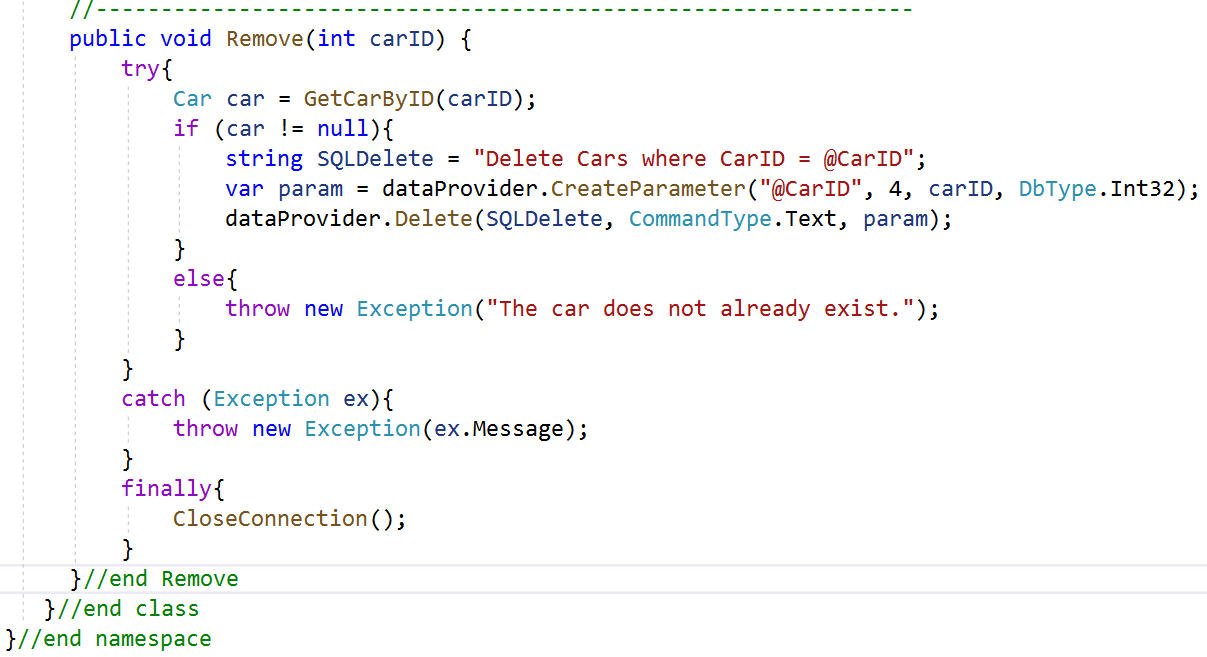 //---------------------------------------------------------------
public void Remove(int carID) {
try{
Car car = GetCarByID(carID);
if (car != null){
string SQLDelete = "Delete Cars where CarID = @CarID";
var param = dataProvider.CreateParameter("@CarID", 4, carID, DbType.Int32);
dataProvider.Delete(SQLDelete, CommandType.Text, param);
}
else{
throw new Exception("The car does not already exist.");
}
}
catch (Exception ex){
throw new Exception(ex.Message);
}
finally{
CloseConnection();
}
}//end Remove
}//end class
}//end namespace